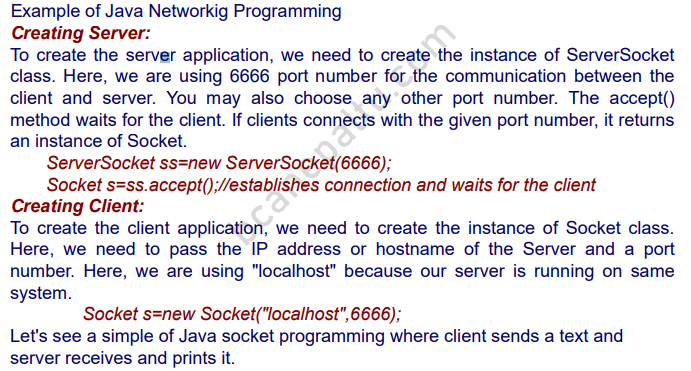 Example of Java Networkig Programming
Creating Server:
To create the server application, we need to create the instance of ServerSocket
class. Here, we are using 6666 port number for the communication between the
client and server. You may also choose any other port number. The accept()
method waits for the client. If clients connects with the given port number, it returns
an instance of Socket.
ServerSocket ss=new ServerSocket(6666);
Socket s=ss.accept();//establishes connection and waits for the client
Creating Client:
To create the client application, we need to create the instance of Socket class.
Here, we need to pass the IP address or hostname of the Server and a port
number. Here, we are using "localhost" because our server is running on same
system.
Socket s=new Socket("localhost",6666);
Let's see a simple of Java socket programming where client sends a text and
server receives and prints it.